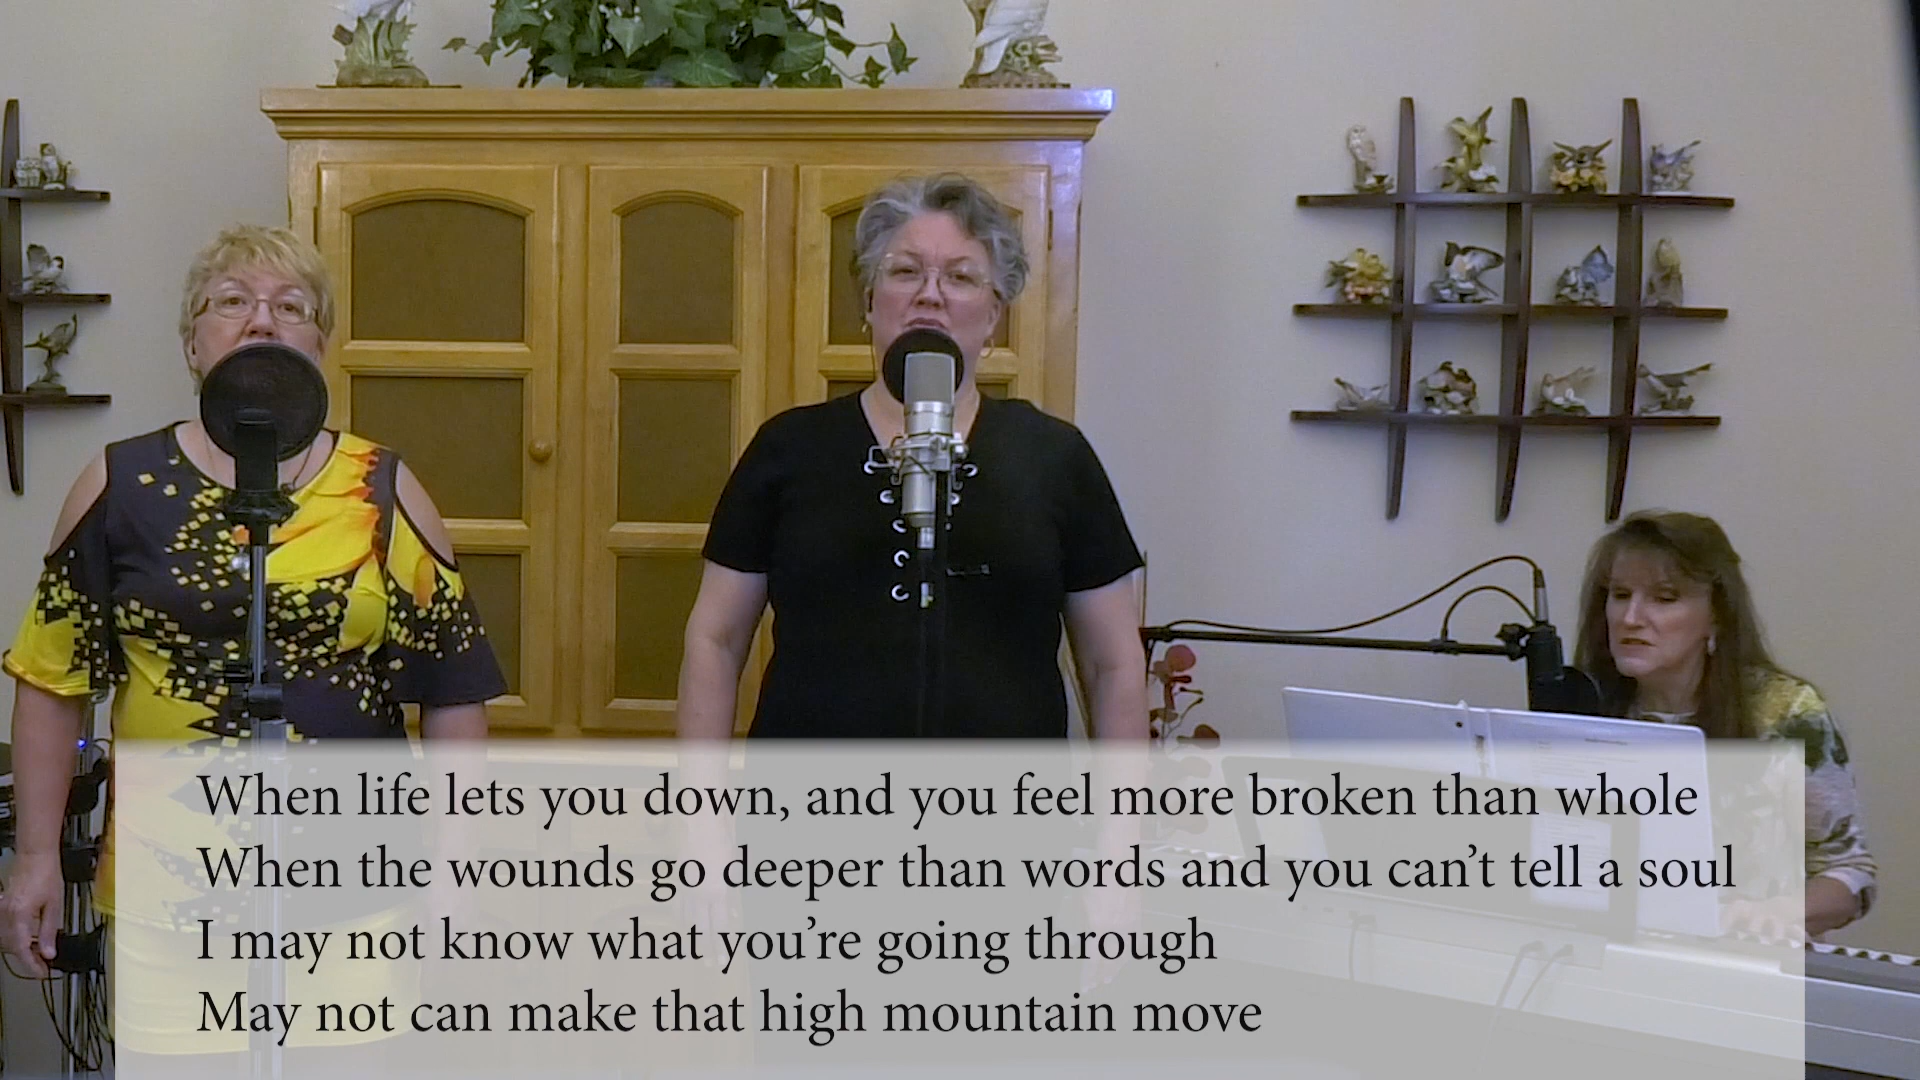 When life lets you down, and you feel more broken than whole
When the wounds go deeper than words and you can’t tell a soul
I may not know what you’re going through
May not can make that high mountain move